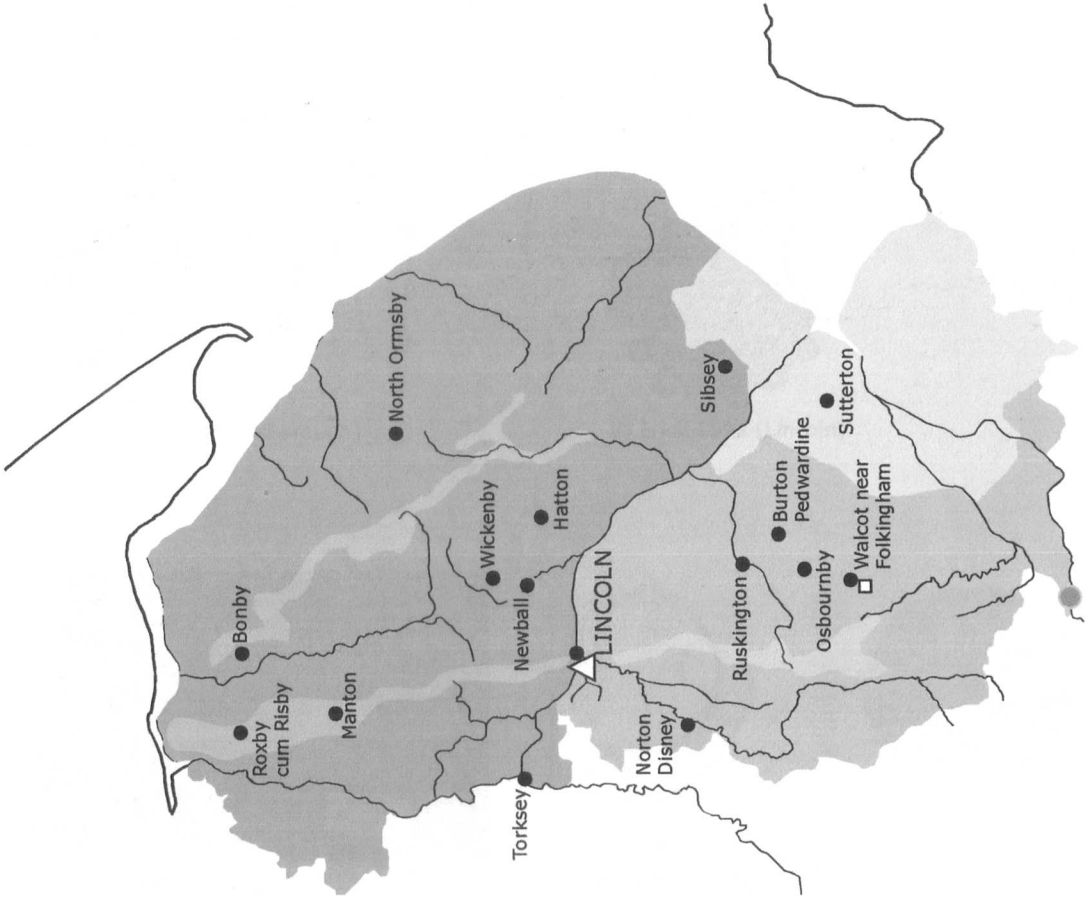 Bonby
Roxby
cum Risby
Manton
North Ormsby
Wickenby
Hatton
Newball
Torksey
LINCOLN
Norton
Disney
Sibsey
Ruskington
Burton
Pedwardine
Osbournby
Sutterton
Walcot near
Folkingham